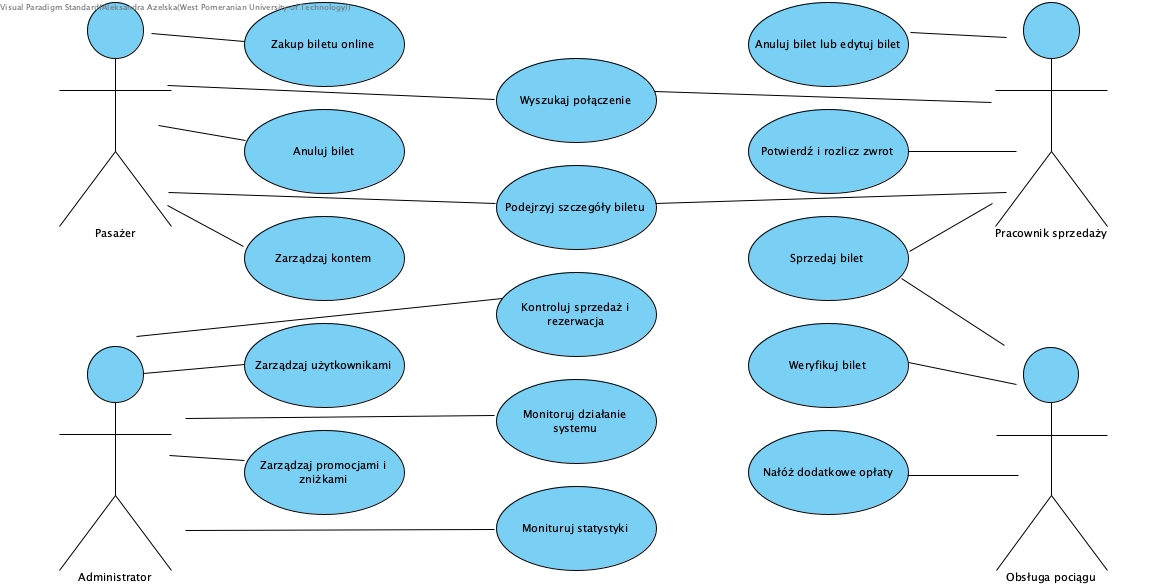 Visual Paradigm Standard(Aleksandra Azelska(West Pomeranian University of Technology))
Zakup biletu online
Anuluj bilet lub edytuj bilet
Wyszukaj połączenie
Anuluj bilet
Potwierdź i rozlicz zwrot
Podejrzyj szczegóły biletu
Pasażer
Pracownik sprzedaży
Zarządzaj kontem
Sprzedaj bilet
Kontroluj sprzedaż i
rezerwacja
Zarządzaj użytkownikami
Weryfikuj bilet
Monitoruj działanie
systemu
Zarządzaj promocjami i
zniżkami
Nałóż dodatkowe opłaty
Monituruj statystyki
Administrator
Obsługa pociągu